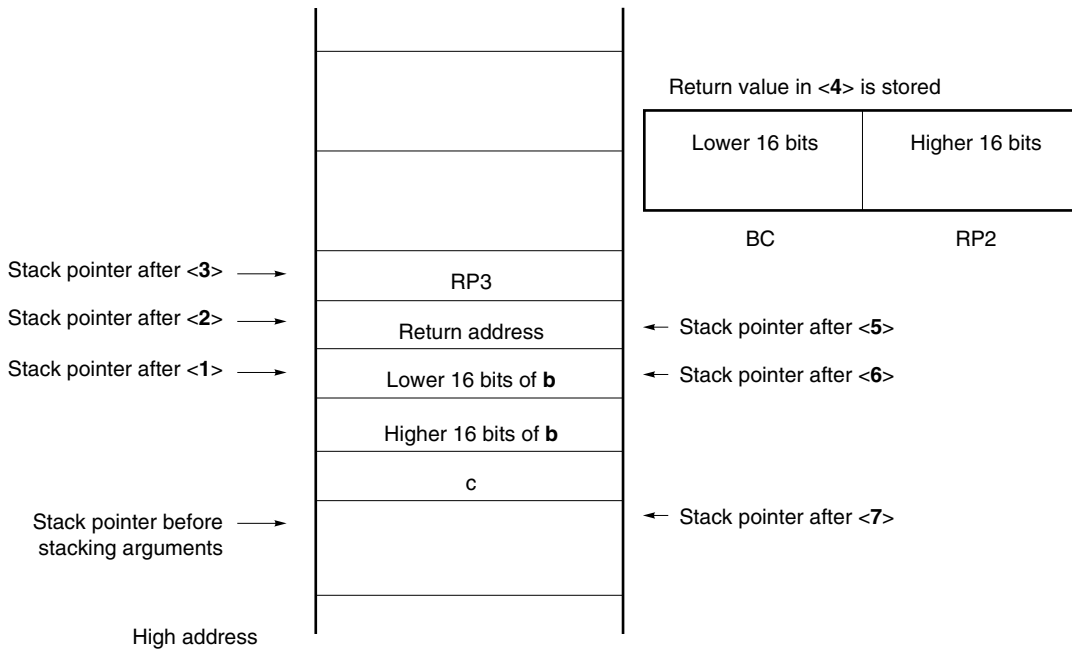 Return value in <4> is stored
Lower 16 bits
Higher 16 bits
BC
RP2
Stack pointer after <3>
RP3
Stack pointer after <2>
Return address
Stack pointer after <5>
Stack pointer after <1>
Lower 16 bits of b
Stack pointer after <6>
Higher 16 bits of b
c
Stack pointer before
stacking arguments
Stack pointer after <7>
High address